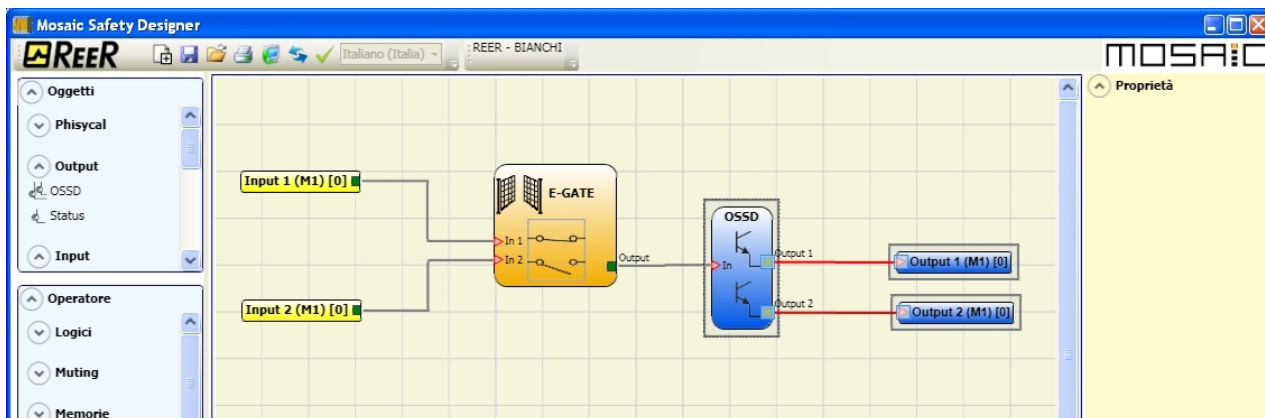 Mosaic Safety Designer
REER
Italiano (Italia)
REER - BIANCHI
MOSAIC
Oggetti
Phisycal
Output
OSSD
Status
Input
Operatore
Logici
Muting
Memorie
Input 1 (M1) [0]
Input 2 (M1) [0]
E-GATE
In 1
In 2
Output
OSSD
In
Output 1
Output 2
Output 1 (M1) [0]
Output 2 (M1) [0]
Proprietà